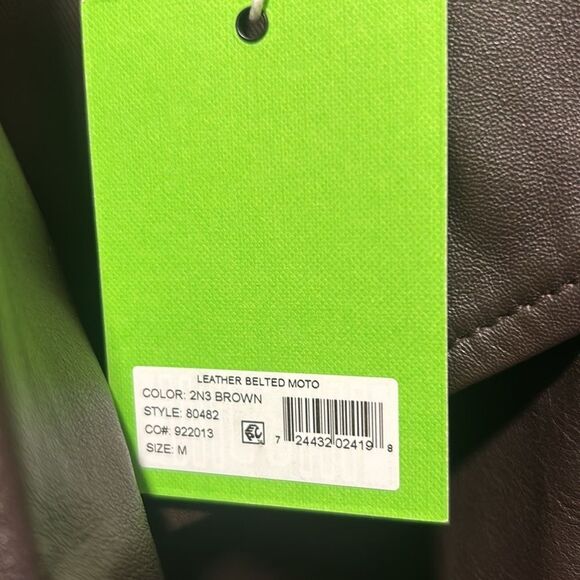 LEATHER BELTED MOTO
COLOR: 2N3 BROWN
STYLE: 80482
CO#: 922013
SIZE: M
7 24432 02419 8